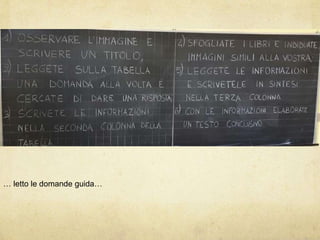 1) OSSERVARE L'IMMAGINE E
SCRIVERE UN TITOLO,
2) LEGGETE SULLA TABELLA
UNA DOMANDA ALLA VOLTA E
CERCATE DI DARE UNA RISPOSTA
3) SCRIVETE LE INFORMAZIONI
NELLA SECONDA COLONNA DELLA
TABELLA
4) SFOGLIATE I LIBRI E INDIVIDUATE
IMMAGINI SIMILI ALLA VOSTRA
5) LEGGETE LE INFORMAZIONI
E SCRIVETELE IN SINTESI
NELLA TERZA COLONNA
6) CON LE INFORMAZIONI ELABORATE
UN TESTO CONCLUSIVO
… letto le domande guida…